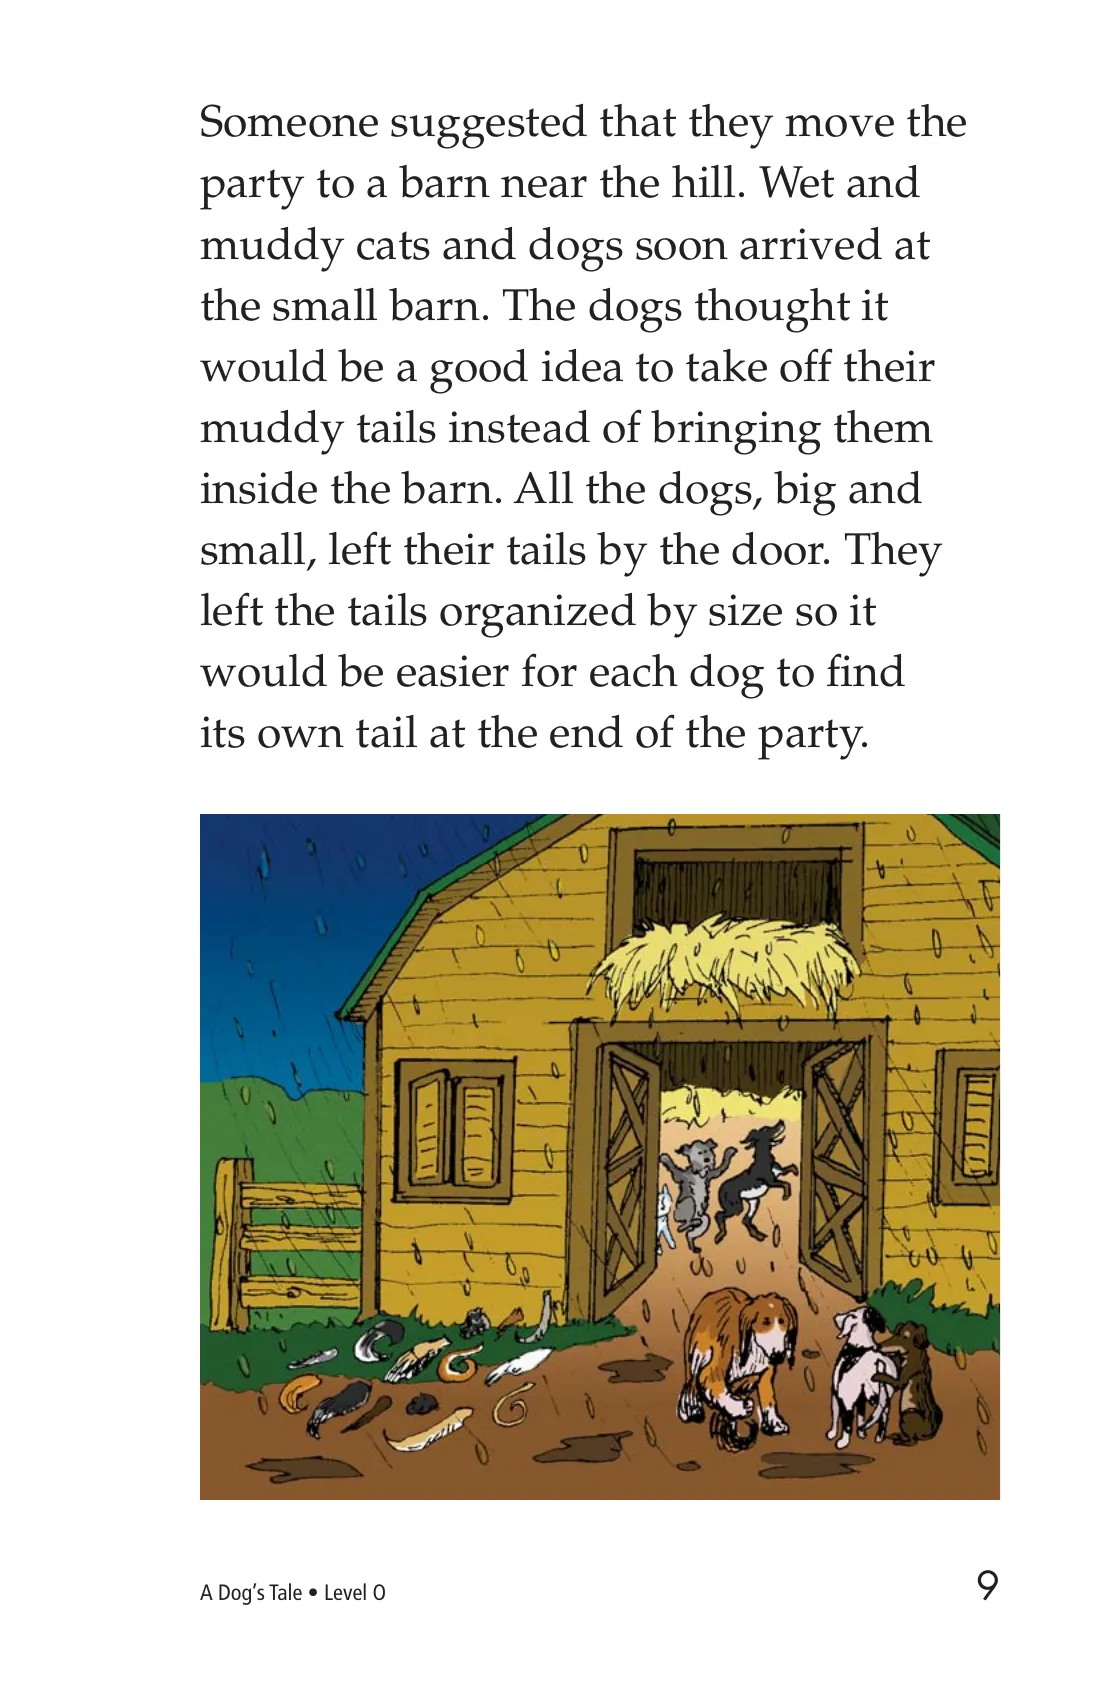 Someone suggested that they move the
party to a barn near the hill. Wet and
muddy cats and dogs soon arrived at
the small barn. The dogs thought it
would be a good idea to take off their
muddy tails instead of bringing them
inside the barn. All the dogs, big and
small, left their tails by the door. They
left the tails organized by size so it
would be easier for each dog to find
its own tail at the end of the party.
A Dog's Tale • Level O
9